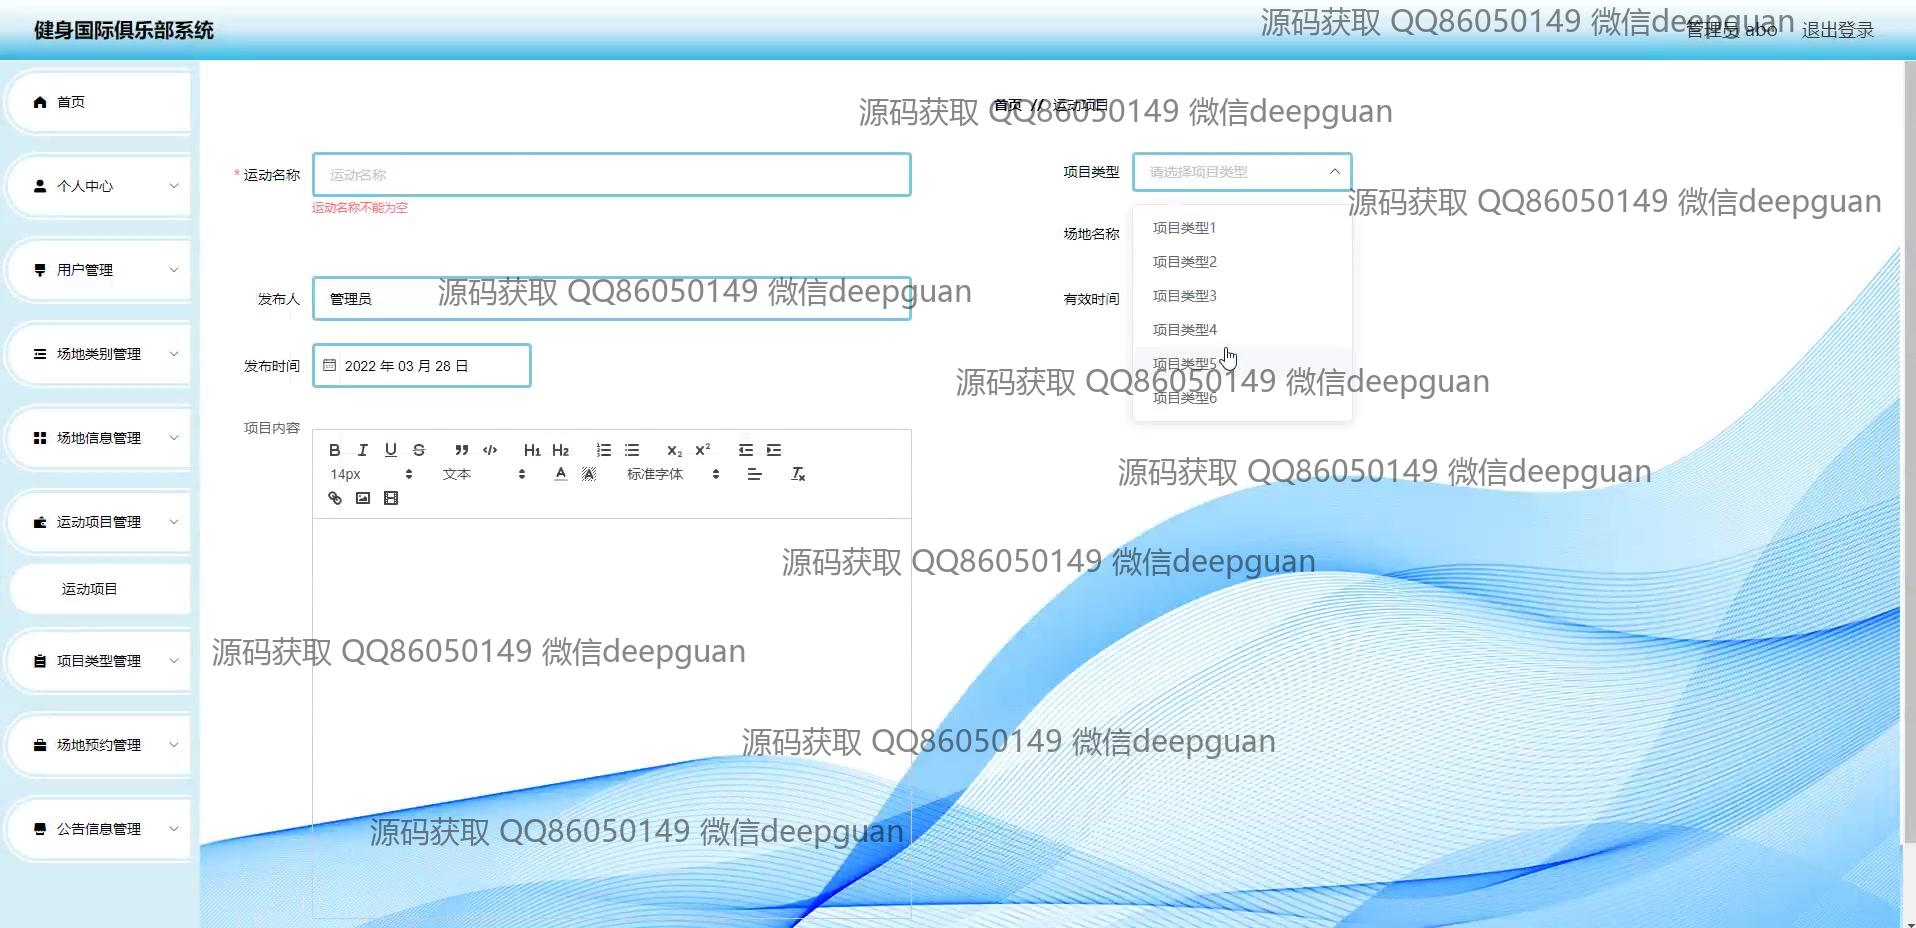 健身国际俱乐部系统
源码获取 QQ86050149 微信deepguan
管理员 abo
退出登录
首页
个人中心
用户管理
场地类别管理
场地信息管理
运动项目管理
运动项目
项目类型管理
场地预约管理
公告信息管理
首页 // 运动项目
源码获取 QQ86050149 微信deepguan
* 运动名称
运动名称
运动名称不能为空
项目类型
请选择项目类型
源码获取 QQ86050149 微信deepguan
项目类型1
项目类型2
项目类型3
项目类型4
项目类型5
项目类型6
场地名称
发布人
管理员
源码获取 QQ86050149 微信deepguan
有效时间
发布时间
2022 年 03 月 28 日
源码获取 QQ86050149 微信deepguan
项目内容
B I U S H1 H2 X2 X2
14px 文本 A A 标准字体 Tx
源码获取 QQ86050149 微信deepguan
源码获取 QQ86050149 微信deepguan
源码获取 QQ86050149 微信deepguan
源码获取 QQ86050149 微信deepguan
源码获取 QQ86050149 微信deepguan